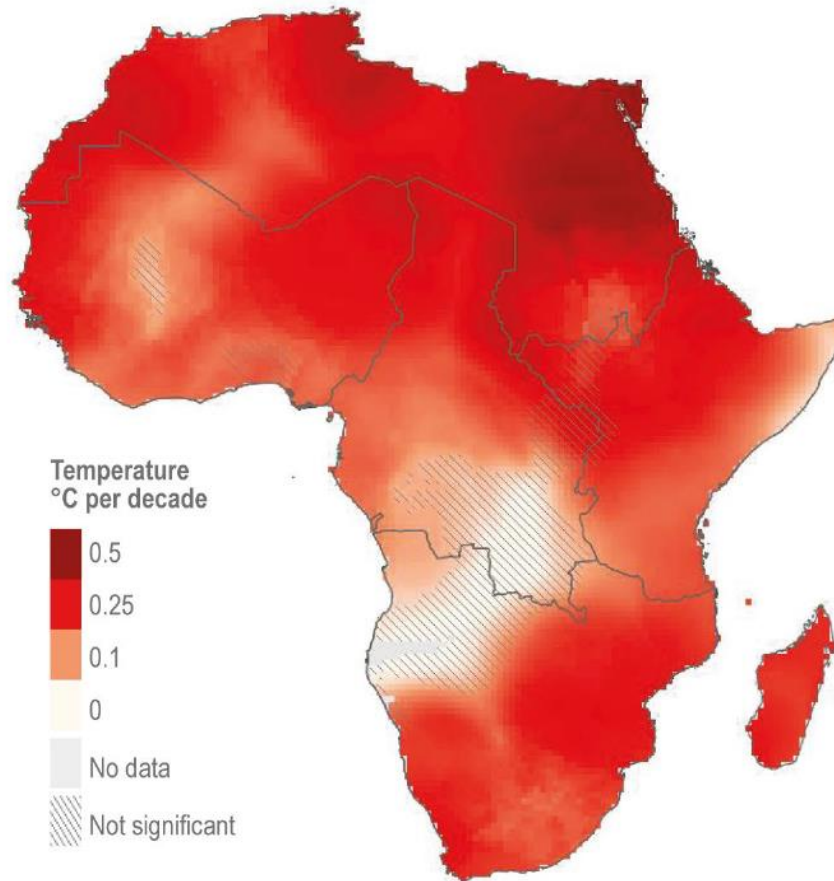 Temperature
°C per decade
0.5
0.25
0.1
0
No data
Not significant